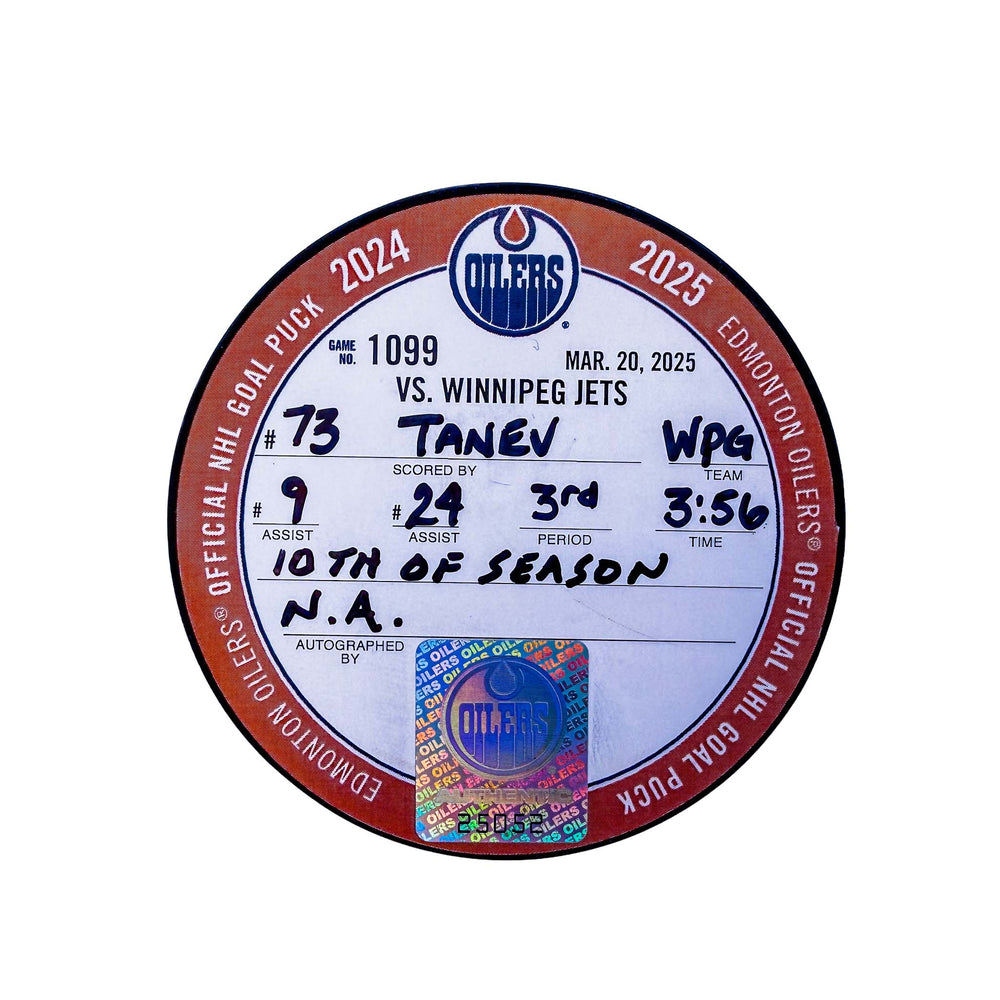 2024
2025
EDMONTON OILERS® OFFICIAL NHL GOAL PUCK
EDMONTON OILERS® OFFICIAL NHL GOAL PUCK
OILERS
®
GAME NO. 1099
MAR. 20, 2025
VS. WINNIPEG JETS
# 73 TANEV WPG
SCORED BY TEAM
# 9 # 24 3rd 3:56
ASSIST ASSIST PERIOD TIME
10TH OF SEASON
N.A.
AUTOGRAPHED BY
OILERS
AUTHENTIC
25052